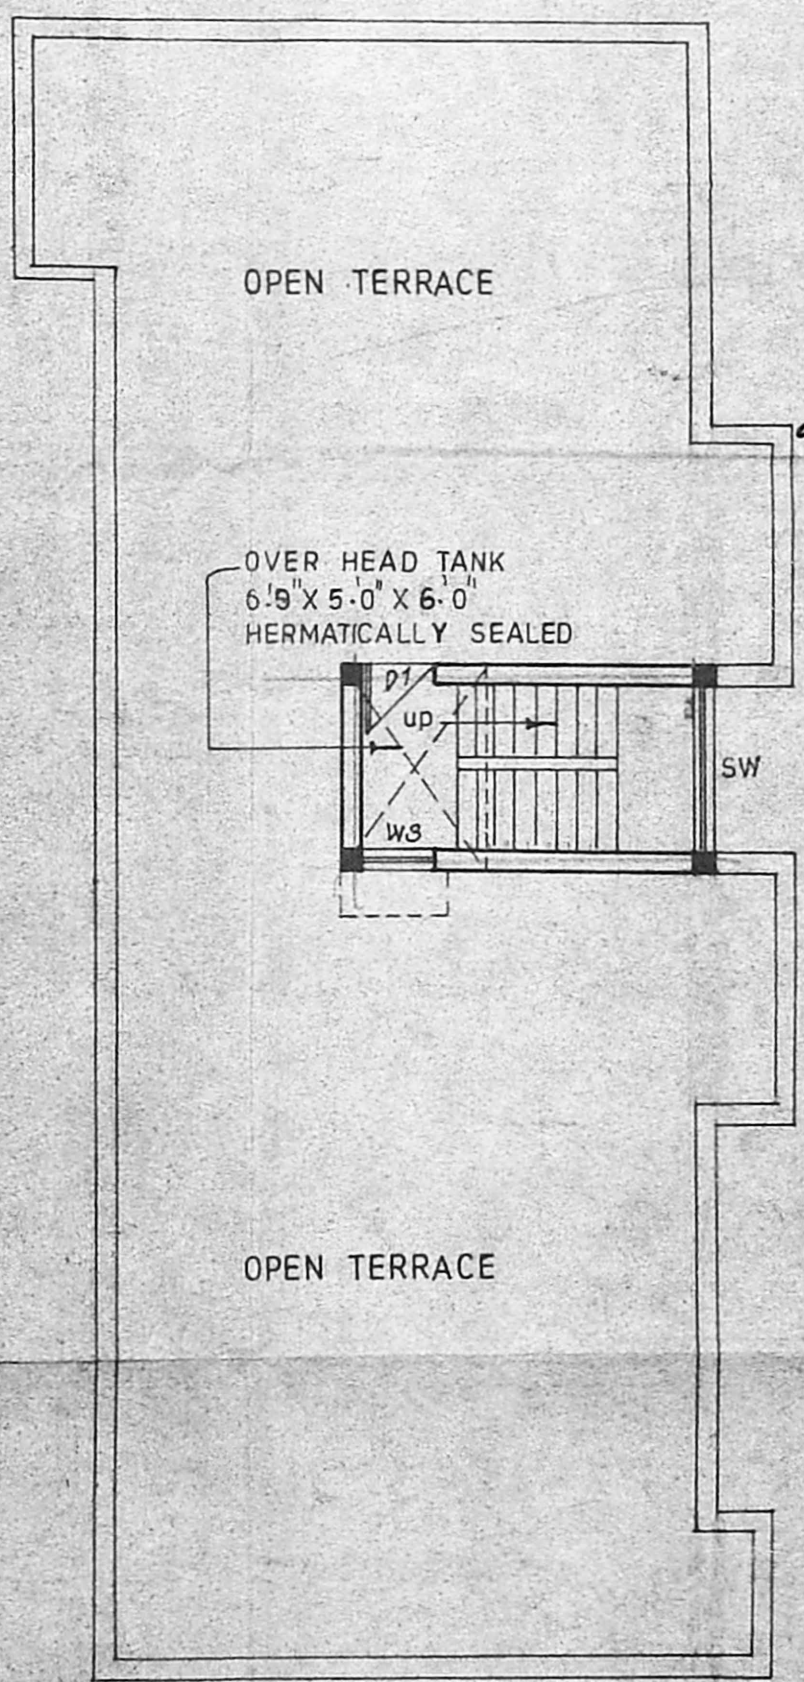 OPEN TERRACE
OVER HEAD TANK
6'.9" X 5'.0" X 6'.0"
HERMATICALLY SEALED
D1
up
SW
W3
OPEN TERRACE